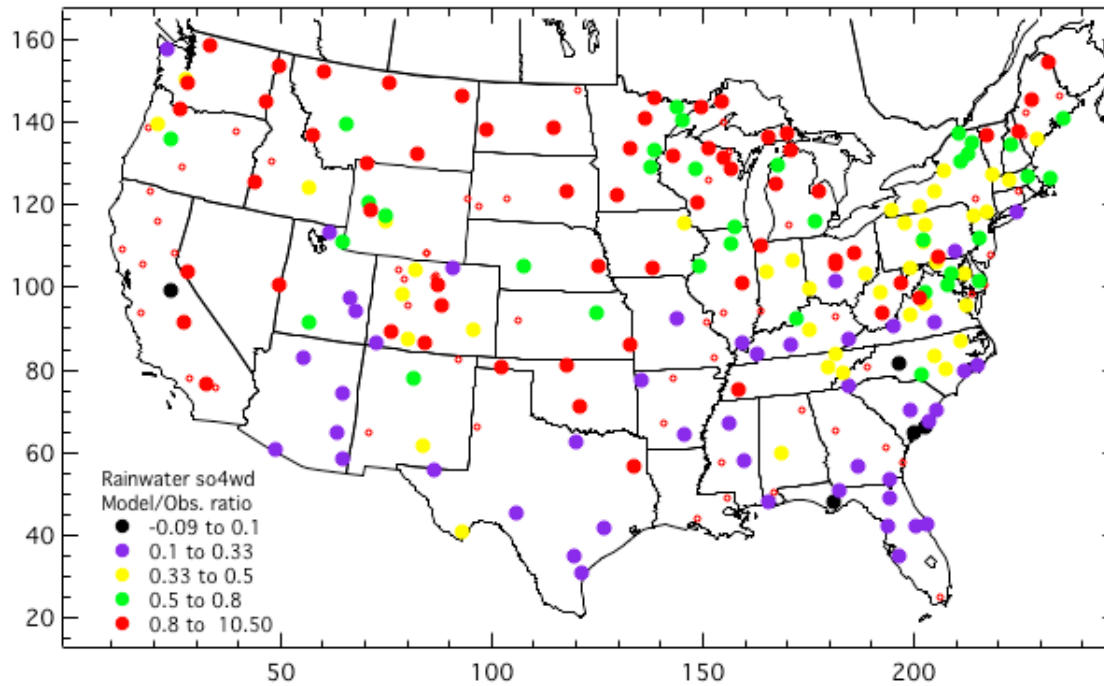 160
140
120
100
80
60
40
20
Rainwater so4wd
Model/Obs. ratio
-0.09 to 0.1
0.1 to 0.33
0.33 to 0.5
0.5 to 0.8
0.8 to 10.50
50
100
150
200